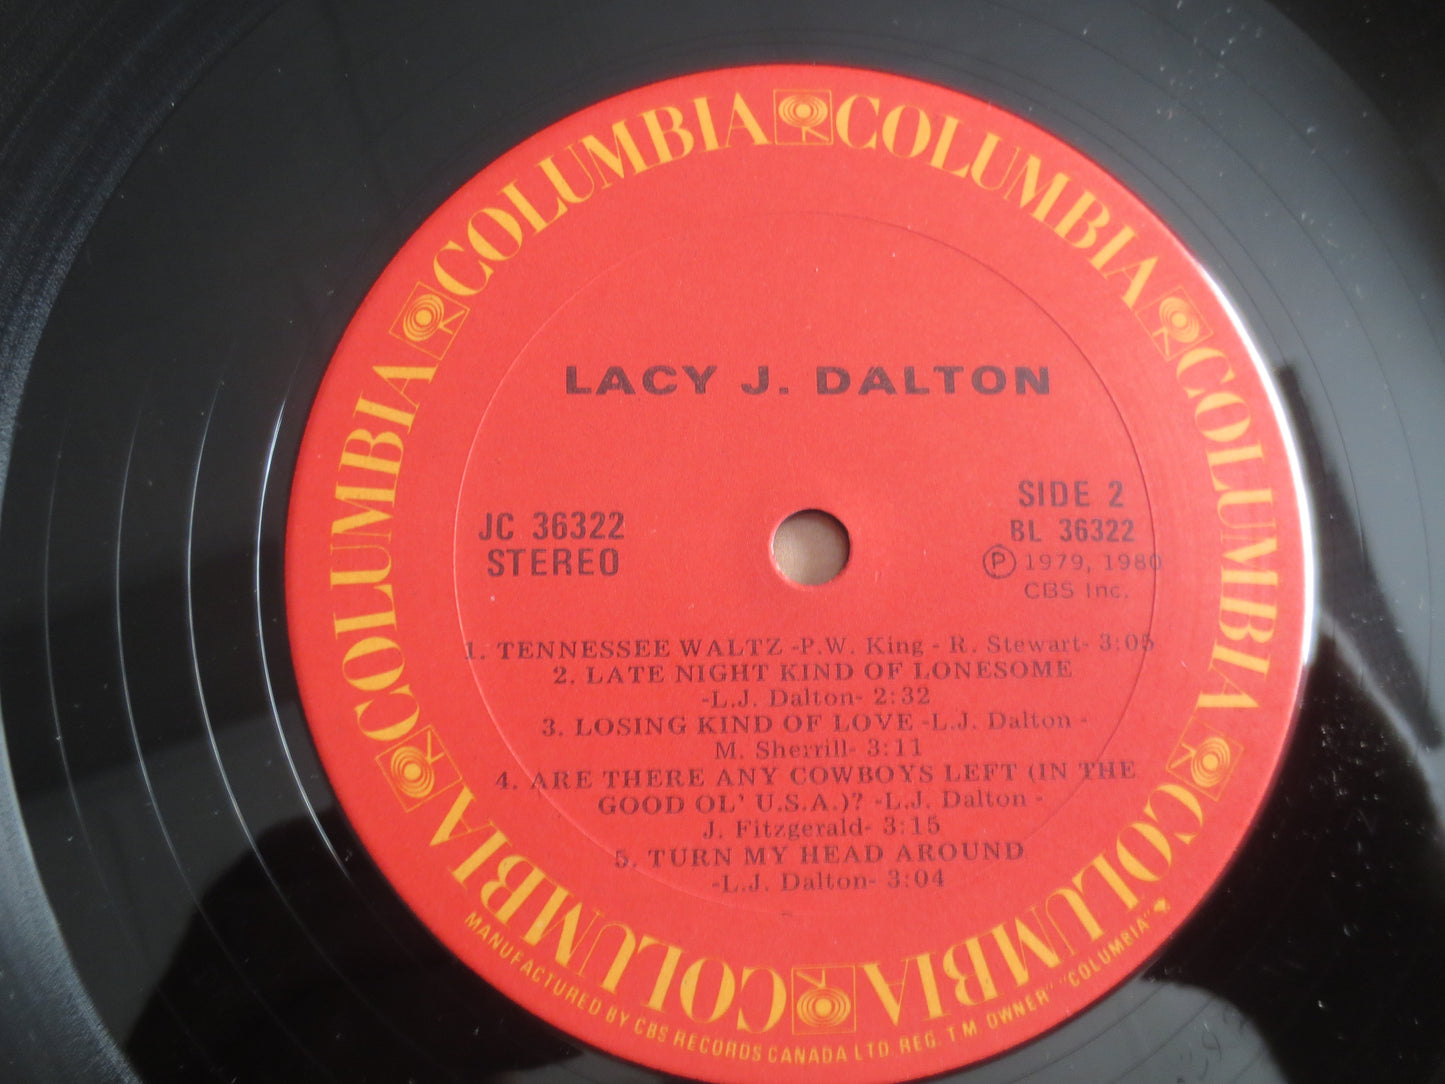 COLUMBIA COLUMBIA COLUMBIA COLUMBIA COLUMBIA COLUMBIA
LACY J. DALTON
JC 36322
STEREO
SIDE 2
BL 36322
Ⓟ 1979, 1980
CBS Inc.
1. TENNESSEE WALTZ -P.W. King - R. Stewart- 3:05
2. LATE NIGHT KIND OF LONESOME
-L.J. Dalton- 2:32
3. LOSING KIND OF LOVE -L.J. Dalton -
M. Sherrill- 3:11
4. ARE THERE ANY COWBOYS LEFT (IN THE
GOOD OL' U.S.A.)? -L.J. Dalton -
J. Fitzgerald- 3:15
5. TURN MY HEAD AROUND
-L.J. Dalton- 3:04
MANUFACTURED BY CBS RECORDS CANADA LTD. REG. T.M. OWNER "COLUMBIA"